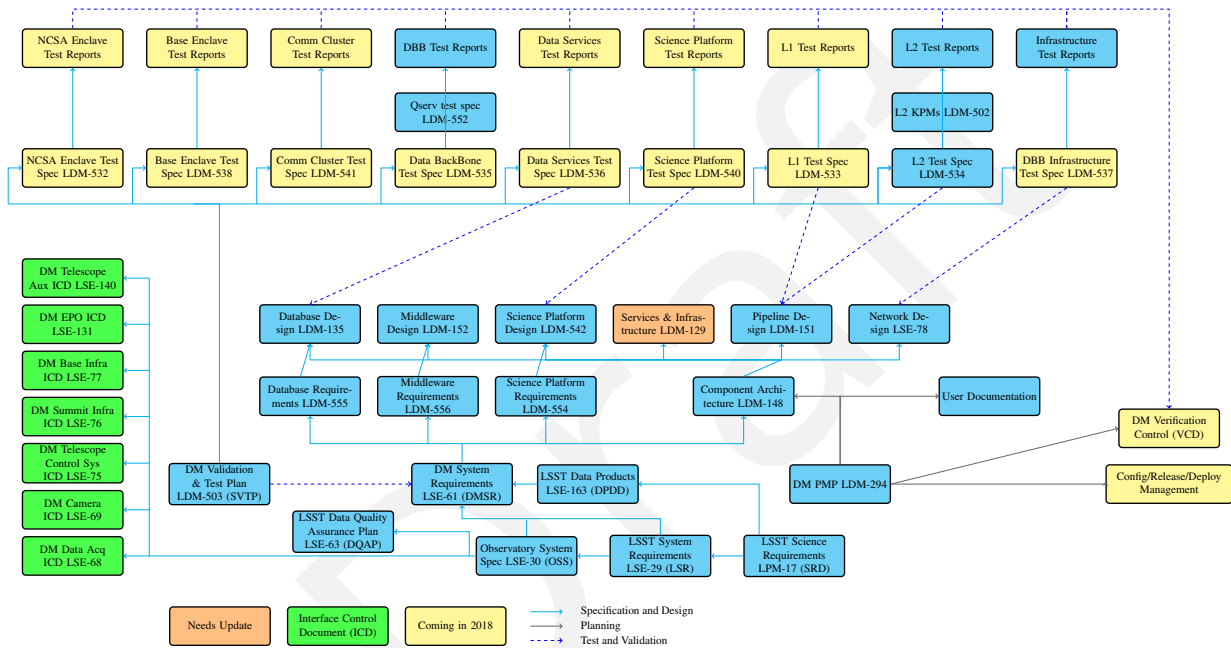 NCSA Enclave
Test Reports
Base Enclave
Test Reports
Comm Cluster
Test Reports
DBB Test Reports
Data Services
Test Reports
Science Platform
Test Reports
L1 Test Reports
L2 Test Reports
Infrastructure
Test Reports
Qserv test spec
LDM-552
L2 KPMs LDM-502
NCSA Enclave Test
Spec LDM-532
Base Enclave Test
Spec LDM-538
Comm Cluster Test
Spec LDM-541
Data BackBone
Test Spec LDM-535
Data Services Test
Spec LDM-536
Science Platform
Test Spec LDM-540
L1 Test Spec
LDM-533
L2 Test Spec
LDM-534
DBB Infrastructure
Test Spec LDM-537
DM Telescope
Aux ICD LSE-140
DM EPO ICD
LSE-131
DM Base Infra
ICD LSE-77
DM Summit Infra
ICD LSE-76
DM Telescope
Control Sys
ICD LSE-75
DM Camera
ICD LSE-69
DM Data Acq
ICD LSE-68
Database De-
sign LDM-135
Middleware
Design LDM-152
Science Platform
Design LDM-542
Services & Infras-
tructure LDM-129
Pipeline De-
sign LDM-151
Network De-
sign LSE-78
Database Require-
ments LDM-555
Middleware
Requirements
LDM-556
Science Platform
Requirements
LDM-554
Component Archi-
tecture LDM-148
User Documentation
DM Verification
Control (VCD)
DM Validation
& Test Plan
LDM-503 (SVTP)
DM System
Requirements
LSE-61 (DMSR)
LSST Data Products
LSE-163 (DPDD)
DM PMP LDM-294
Config/Release/Deploy
Management
LSST Data Quality
Assurance Plan
LSE-63 (DQAP)
Observatory System
Spec LSE-30 (OSS)
LSST System
Requirements
LSE-29 (LSR)
LSST Science
Requirements
LPM-17 (SRD)
Needs Update
Interface Control
Document (ICD)
Coming in 2018
Specification and Design
Planning
Test and Validation
Draft